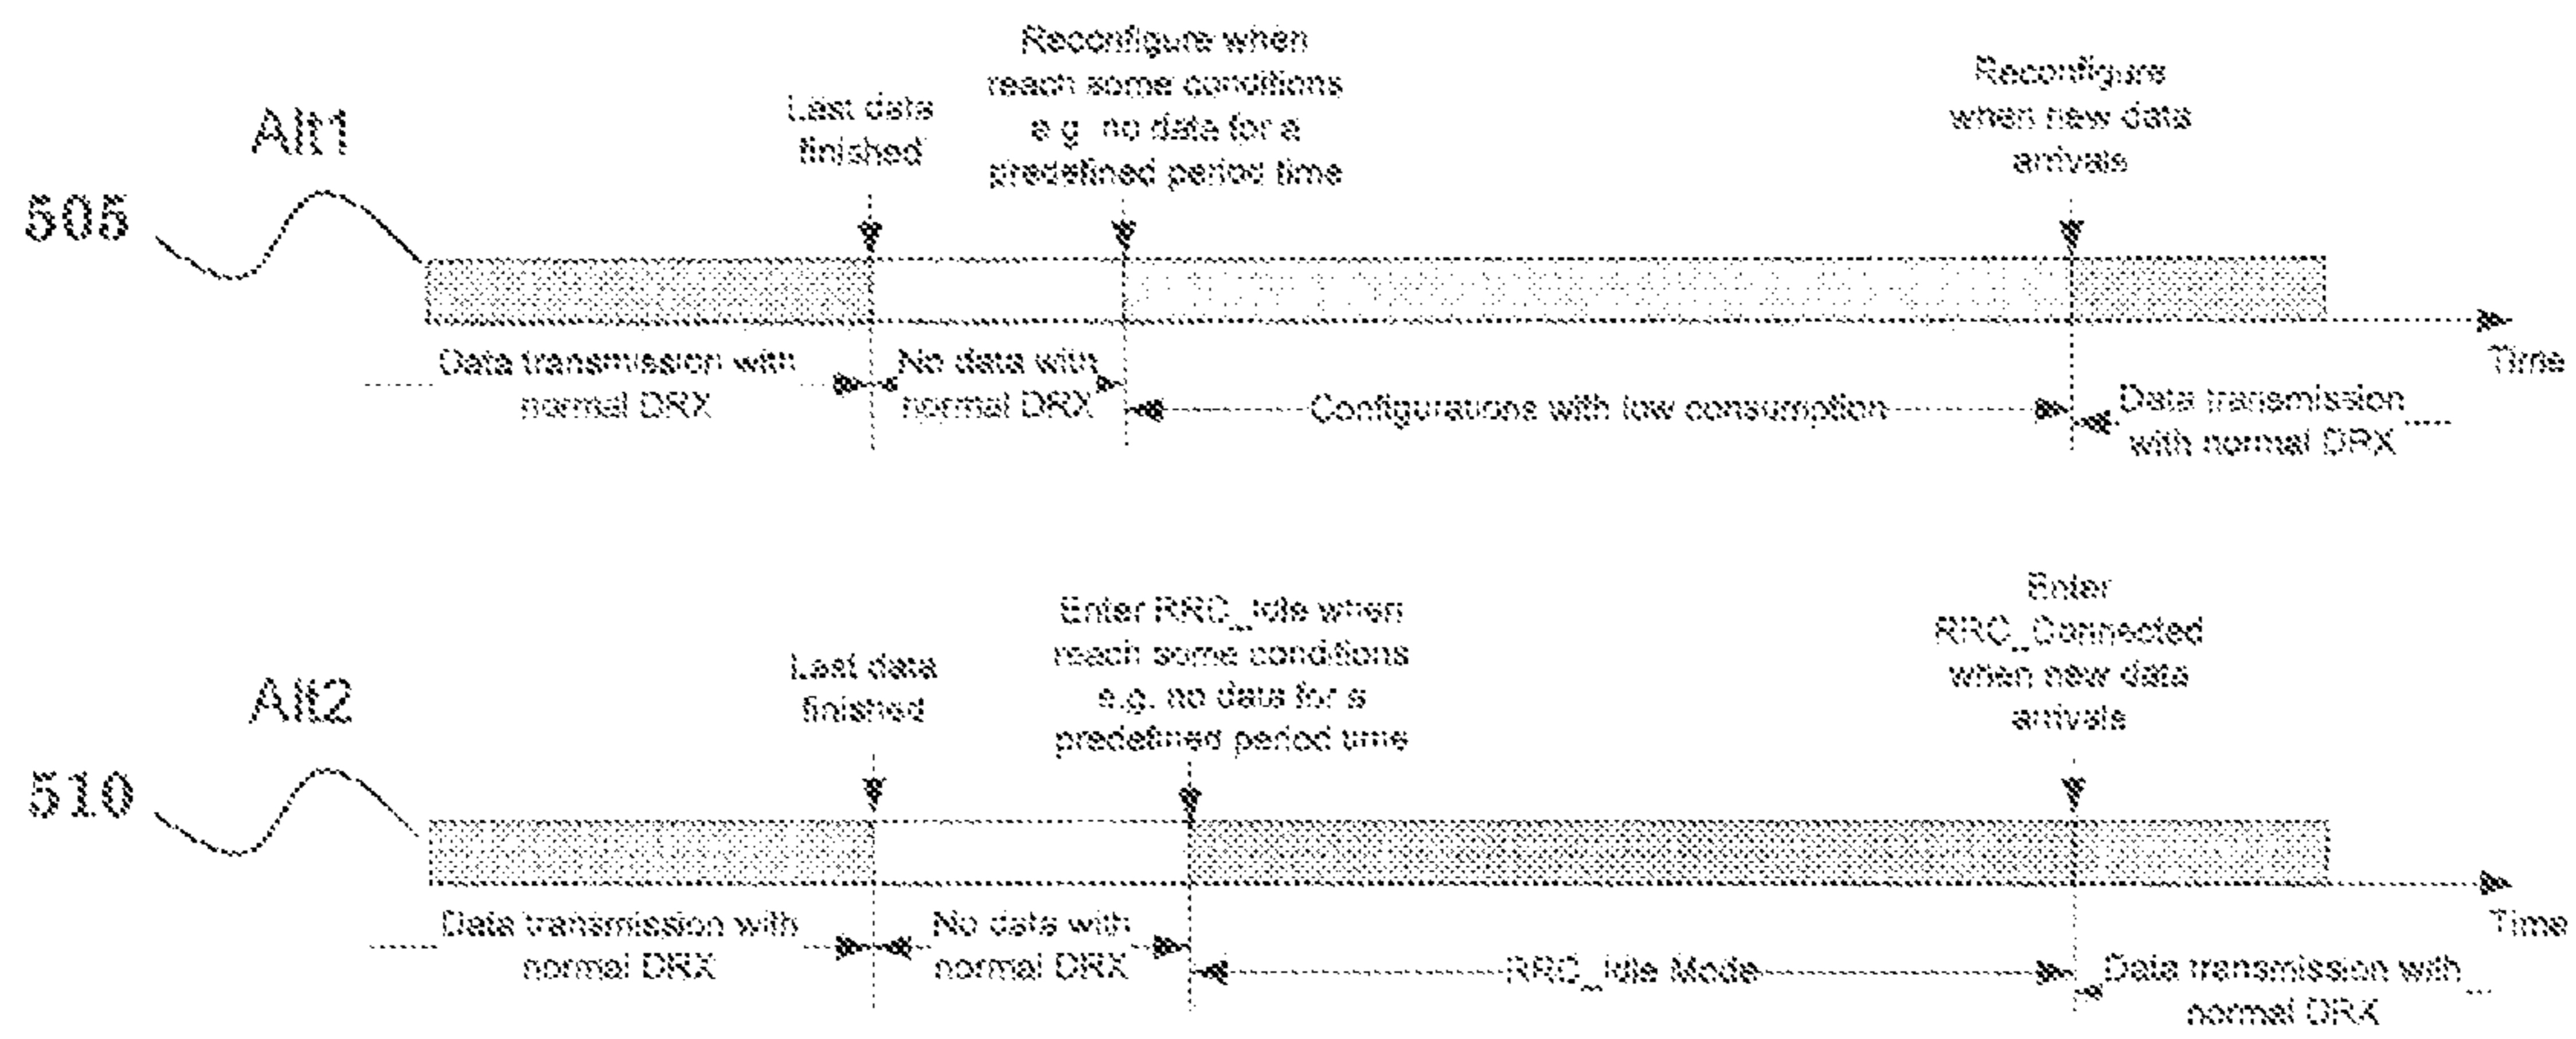 Alt1
505
Last data
finished
Reconfigure when
reach some conditions
e.g. no data for a
predefined period time
Reconfigure
when new data
arrivals
Data transmission with
normal DRX
No data with
normal DRX
Configurations with low consumption
Data transmission
with normal DRX
Time
Alt2
510
Last data
finished
Enter RRC_Idle when
reach some conditions
e.g. no data for a
predefined period time
Enter
RRC_Connected
when new data
arrivals
Data transmission with
normal DRX
No data with
normal DRX
RRC_Idle Mode
Data transmission with
normal DRX
Time